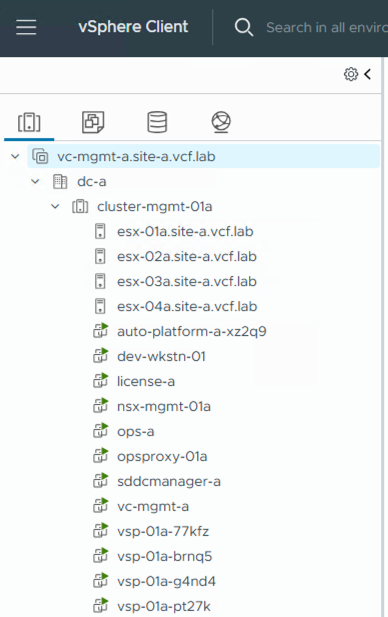 vSphere Client
Search in all enviro
vc-mgmt-a.site-a.vcf.lab
dc-a
cluster-mgmt-01a
esx-01a.site-a.vcf.lab
esx-02a.site-a.vcf.lab
esx-03a.site-a.vcf.lab
esx-04a.site-a.vcf.lab
auto-platform-a-xz2q9
dev-wkstn-01
license-a
nsx-mgmt-01a
ops-a
opsproxy-01a
sddcmanager-a
vc-mgmt-a
vsp-01a-77kfz
vsp-01a-brnq5
vsp-01a-g4nd4
vsp-01a-pt27k